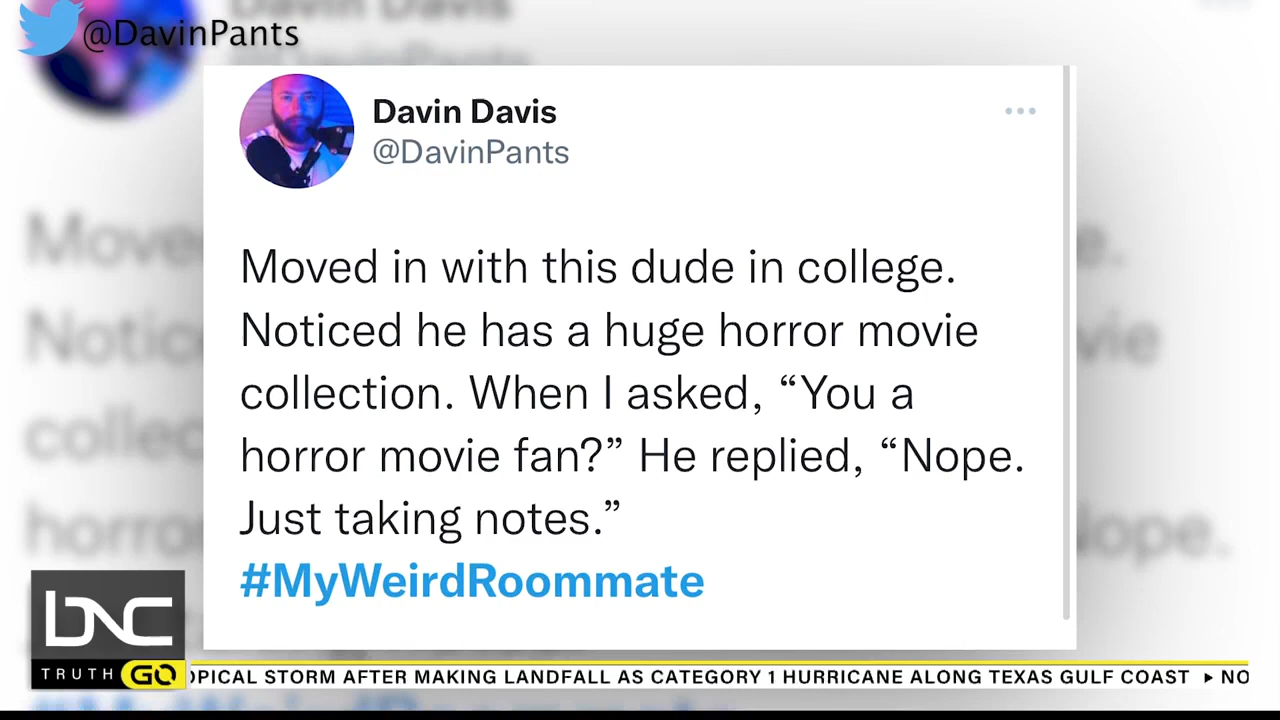 @DavinPants
Davin Davis
@DavinPants
Moved in with this dude in college.
Noticed he has a huge horror movie
collection. When I asked, “You a
horror movie fan?” He replied, “Nope.
Just taking notes.”
#MyWeirdRoommate
BNC
TRUTH GO
OPICAL STORM AFTER MAKING LANDFALL AS CATEGORY 1 HURRICANE ALONG TEXAS GULF COAST ▸ NO